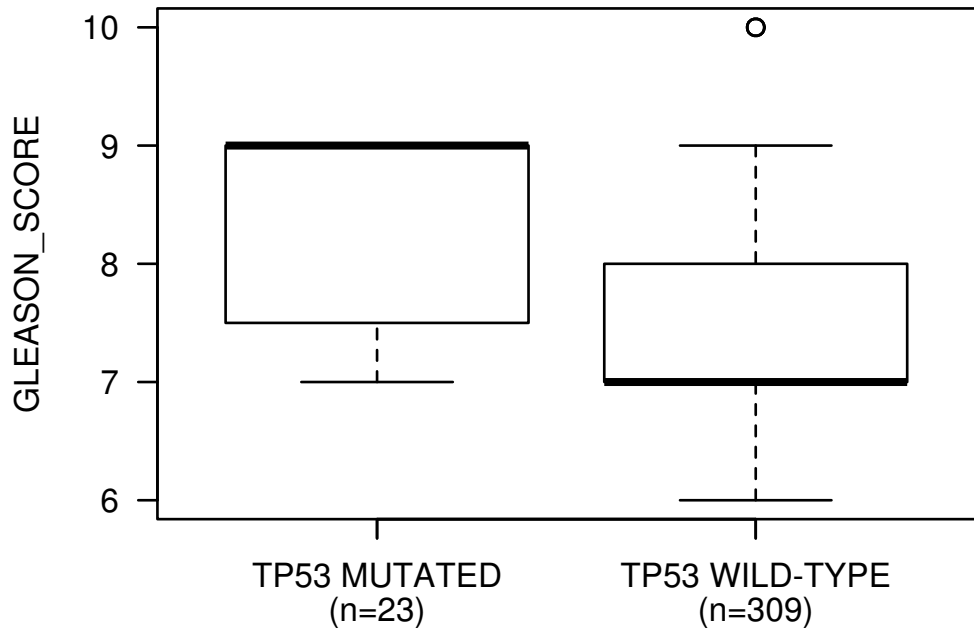 GLEASON_SCORE
10
9
8
7
6
TP53 MUTATED
(n=23)
TP53 WILD-TYPE
(n=309)